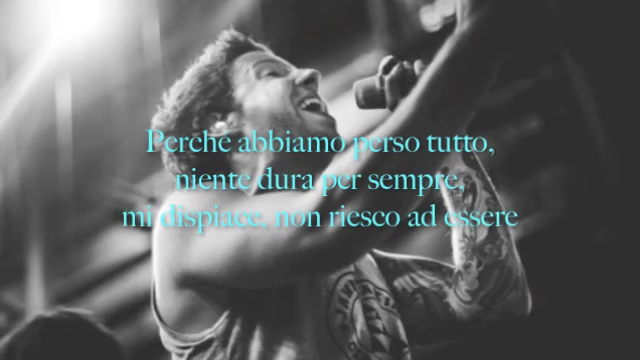 Perche abbiamo perso tutto,
niente dura per sempre,
mi dispiace, non riesco ad essere